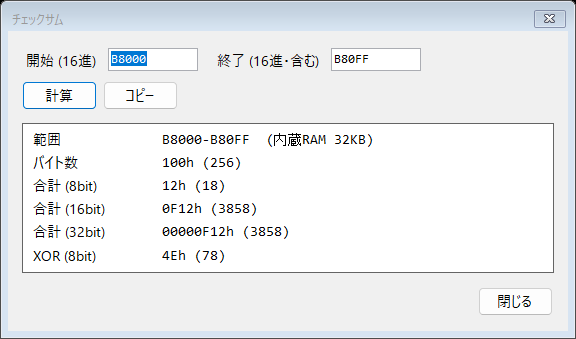 チェックサム
開始 (16進) B8000 終了 (16進・含む) B80FF
計算 コピー
範囲 B8000-B80FF (内蔵RAM 32KB)
バイト数 100h (256)
合計 (8bit) 12h (18)
合計 (16bit) 0F12h (3858)
合計 (32bit) 00000F12h (3858)
XOR (8bit) 4Eh (78)
閉じる